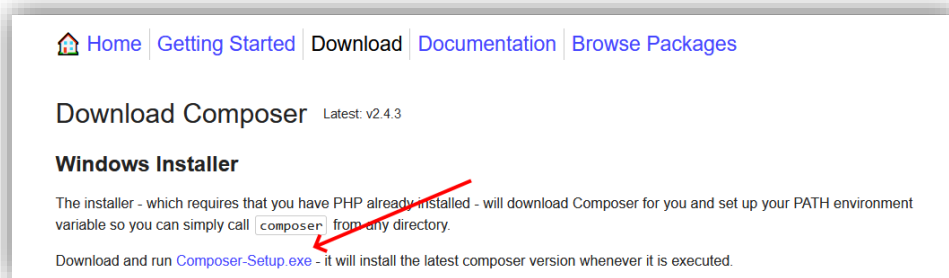 Home Getting Started Download Documentation Browse Packages
Download Composer Latest: v2.4.3
Windows Installer
The installer - which requires that you have PHP already installed - will download Composer for you and set up your PATH environment
variable so you can simply call composer from any directory.
Download and run Composer-Setup.exe - it will install the latest composer version whenever it is executed.